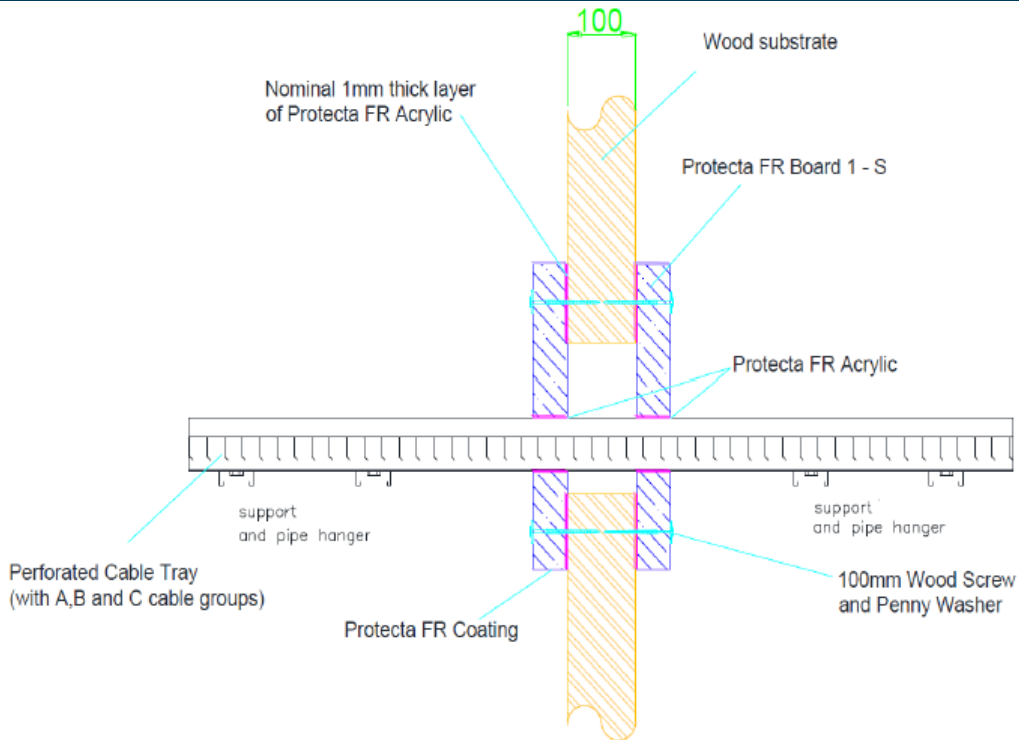 100
Wood substrate
Nominal 1mm thick layer
of Protecta FR Acrylic
Protecta FR Board 1 - S
Protecta FR Acrylic
support
and pipe hanger
support
and pipe hanger
Perforated Cable Tray
(with A,B and C cable groups)
100mm Wood Screw
and Penny Washer
Protecta FR Coating